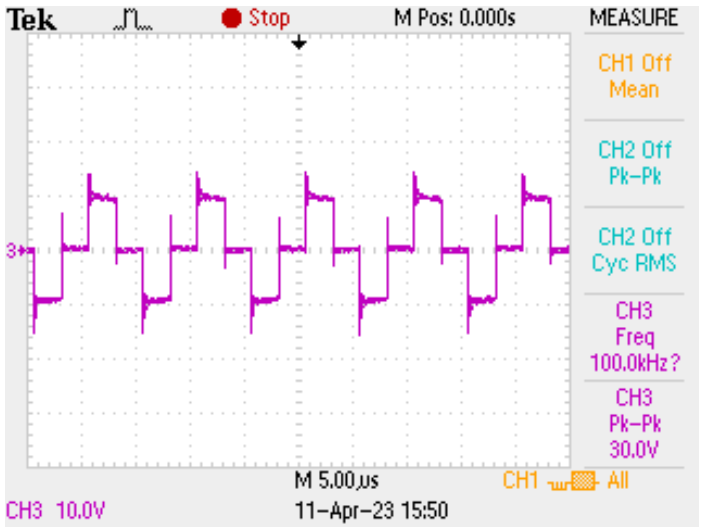 Tek Stop M Pos: 0.000s MEASURE
CH1 Off
Mean
CH2 Off
Pk-Pk
CH2 Off
Cyc RMS
3
CH3
Freq
100.0kHz?
CH3
Pk-Pk
30.0V
CH3 10.0V M 5.00µs CH1 All
11-Apr-23 15:50